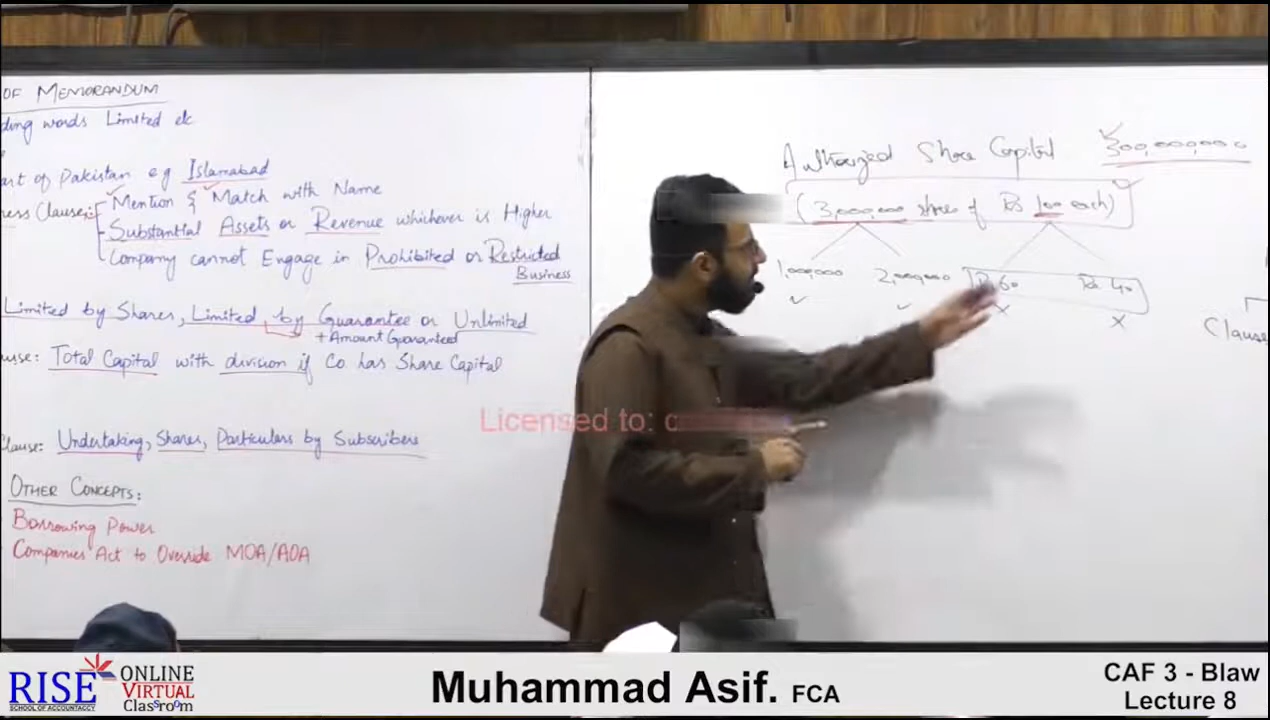 OF MEMORANDUM
ding words Limited etc
art of Pakistan eg Islamabad
ness Clause:
Mention & Match with Name
Substantial Assets or Revenue whichever is Higher
Company cannot Engage in Prohibited or Restricted
Business
Limited by Shares, Limited by Guarantee or Unlimited
+Amount Guaranteed
use: Total Capital with division if Co has Share Capital
Clause: Undertaking, Shares, Particulars by Subscribers
OTHER CONCEPTS:
Borrowing Power
Companies Act to Override MOA/AOA
Authorized Share Capital 300,000,000
(3,000,000 shares of Rs 100 each)
1,000,000 2,000,000 Rs 60 Rs 40
Clause
Licensed to:
RISE
SCHOOL OF ACCOUNTANCY
ONLINE
VIRTUAL
Classroom
Muhammad Asif. FCA
CAF 3 - Blaw
Lecture 8